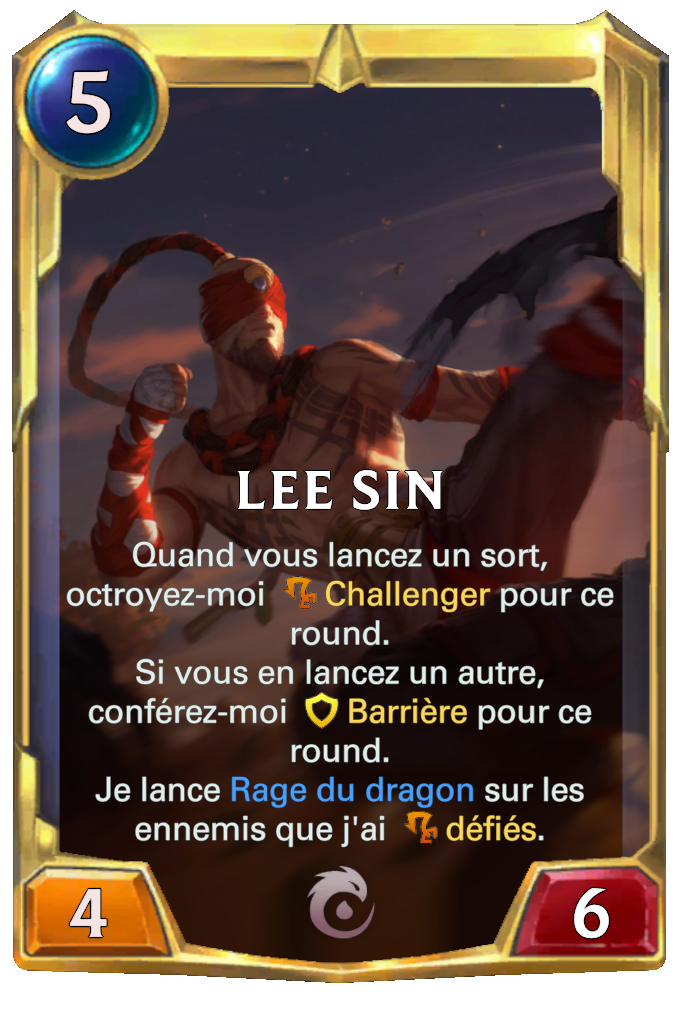 5
LEE SIN
Quand vous lancez un sort,
octroyez-moi Challenger pour ce
round.
Si vous en lancez un autre,
conférez-moi Barrière pour ce
round.
Je lance Rage du dragon sur les
ennemis que j'ai défiés.
4
6